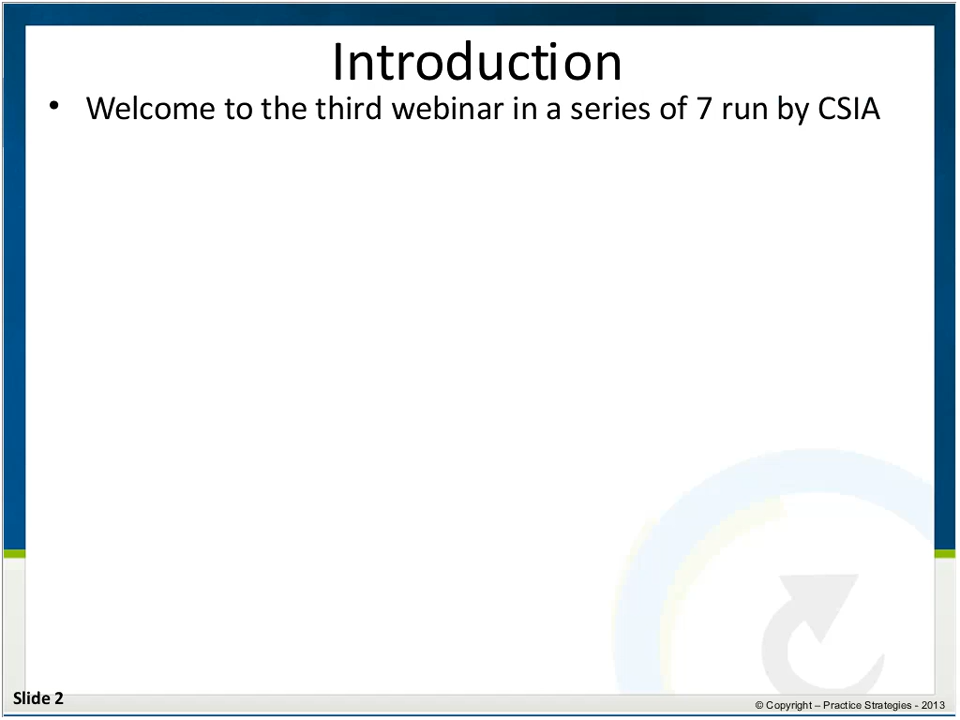 Introduction
• Welcome to the third webinar in a series of 7 run by CSIA
Slide 2
© Copyright – Practice Strategies - 2013